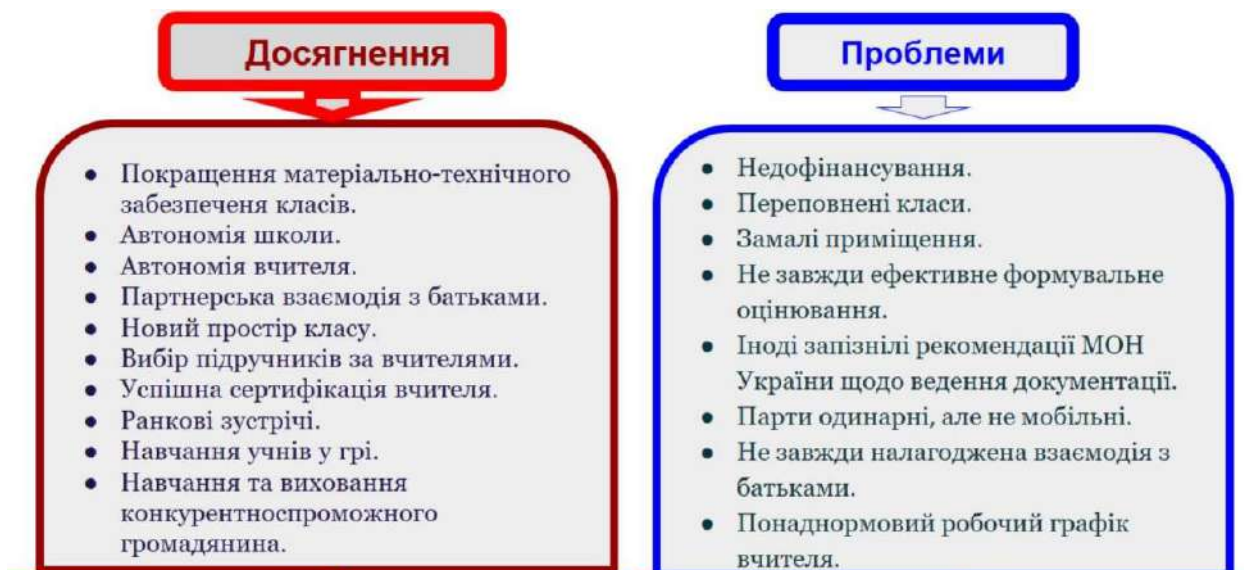 Досягнення
• Покращення матеріально-технічного
забезпеченя класів.
• Автономія школи.
• Автономія вчителя.
• Партнерська взаємодія з батьками.
• Новий простір класу.
• Вибір підручників за вчителями.
• Успішна сертифікація вчителя.
• Ранкові зустрічі.
• Навчання учнів у грі.
• Навчання та виховання
конкурентноспроможного
громадянина.
Проблеми
• Недофінансування.
• Переповнені класи.
• Замалі приміщення.
• Не завжди ефективне формувальне
оцінювання.
• Іноді запізнілі рекомендації МОН
України щодо ведення документації.
• Парти одинарні, але не мобільні.
• Не завжди налагоджена взаємодія з
батьками.
• Понаднормовий робочий графік
вчителя.